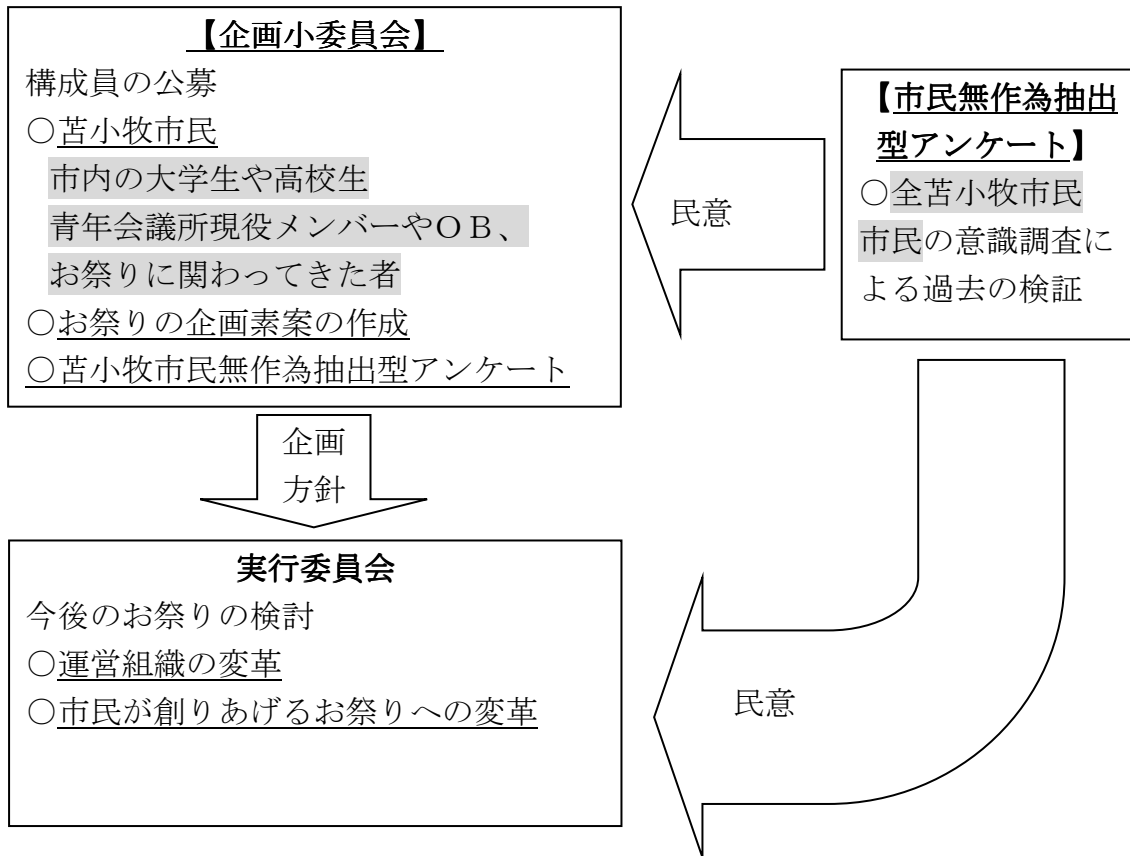 【企画小委員会】
構成員の公募
○苫小牧市民
市内の大学生や高校生
青年会議所現役メンバーやＯＢ、
お祭りに関わってきた者
○お祭りの企画素案の作成
○苫小牧市民無作為抽出型アンケート
民意
【市民無作為抽出
型アンケート】
○全苫小牧市民
市民の意識調査に
よる過去の検証
企画
方針
実行委員会
今後のお祭りの検討
○運営組織の変革
○市民が創りあげるお祭りへの変革
民意